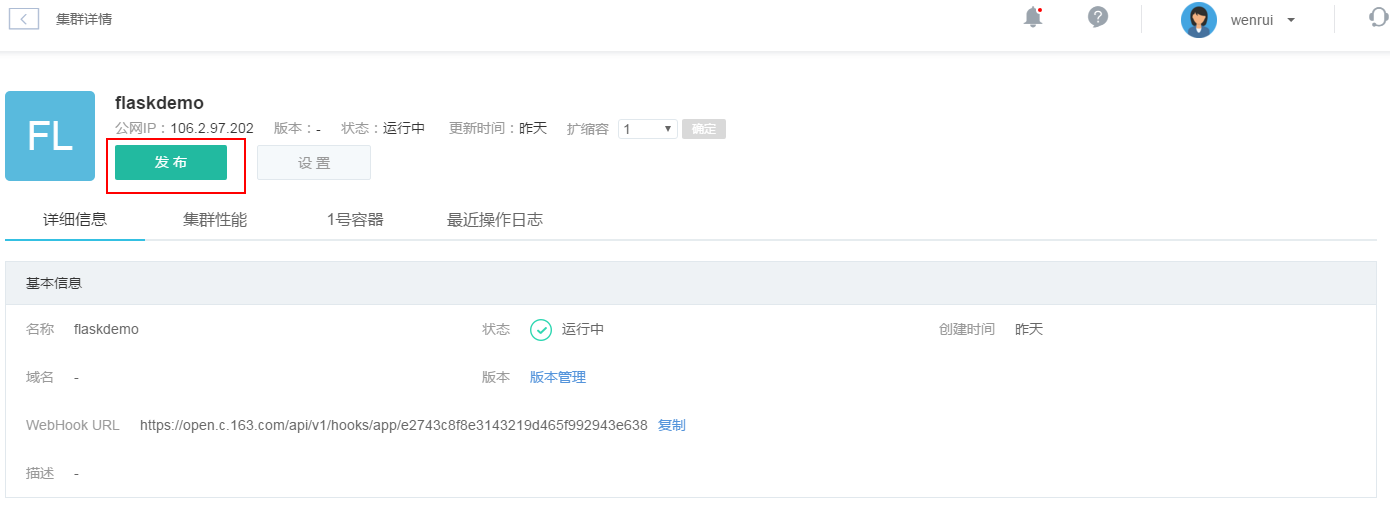 集群详情
wenrui
FL
flaskdemo
公网IP：106.2.97.202 版本：- 状态：运行中 更新时间：昨天 扩缩容 1 确定
发 布 设 置
详细信息 集群性能 1号容器 最近操作日志
基本信息
名称 flaskdemo 状态 运行中 创建时间 昨天
域名 - 版本 版本管理
WebHook URL https://open.c.163.com/api/v1/hooks/app/e2743c8f8e3143219d465f992943e638 复制
描述 -